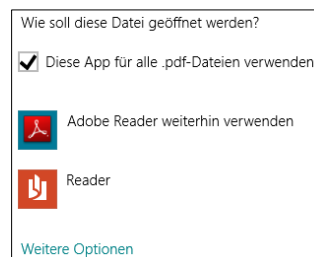 Wie soll diese Datei geöffnet werden?
Diese App für alle .pdf-Dateien verwenden
Adobe Reader weiterhin verwenden
Reader
Weitere Optionen